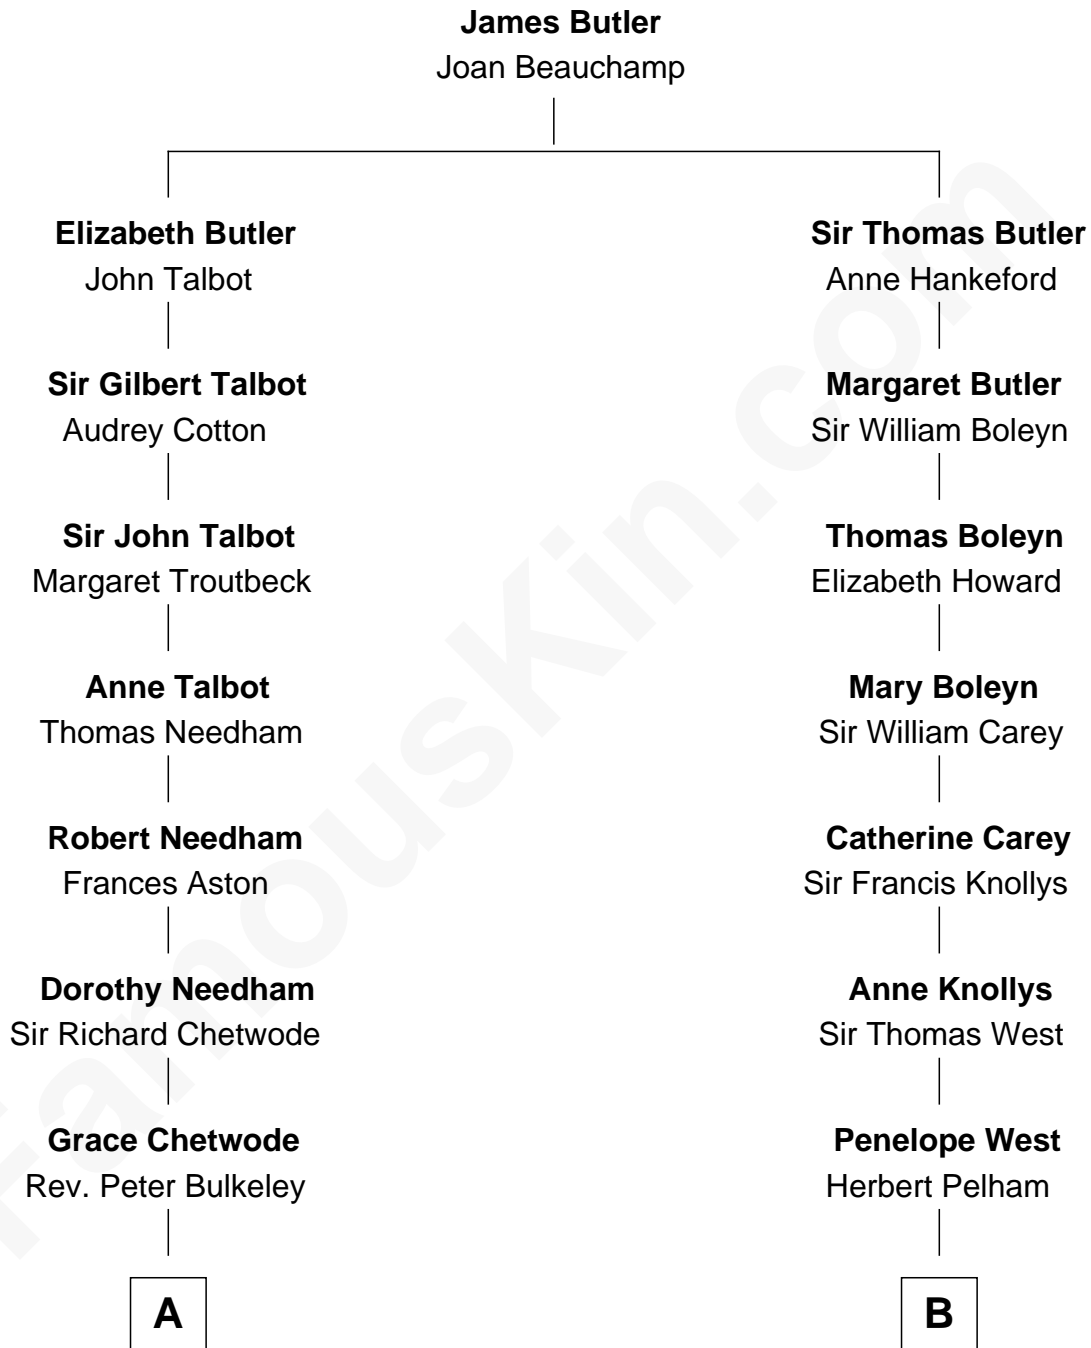 James Butler
Joan Beauchamp
Elizabeth Butler
John Talbot
Sir Thomas Butler
Anne Hankeford
Sir Gilbert Talbot
Audrey Cotton
Margaret Butler
Sir William Boleyn
Sir John Talbot
Margaret Troutbeck
Thomas Boleyn
Elizabeth Howard
Anne Talbot
Thomas Needham
Mary Boleyn
Sir William Carey
Robert Needham
Frances Aston
Catherine Carey
Sir Francis Knollys
Dorothy Needham
Sir Richard Chetwode
Anne Knollys
Sir Thomas West
Grace Chetwode
Rev. Peter Bulkeley
Penelope West
Herbert Pelham
A
B
FamousKin.com